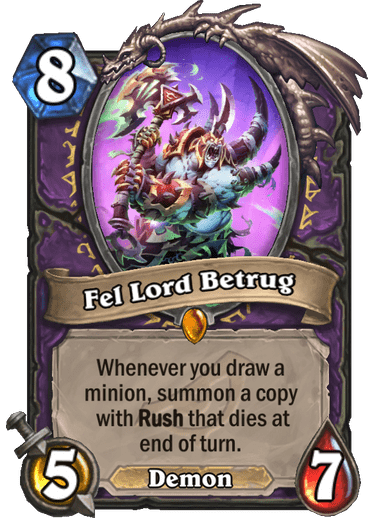 8
Fel Lord Betrug
Whenever you draw a
minion, summon a copy
with Rush that dies at
end of turn.
5
Demon
7